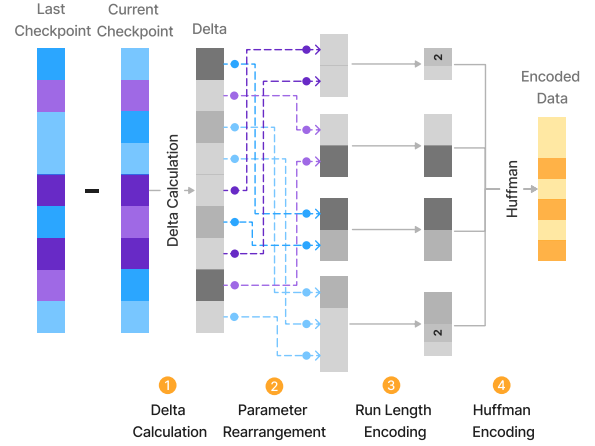 Last
Checkpoint
Current
Checkpoint
Delta
Delta Calculation
2
2
Huffman
Encoded
Data
1
2
3
4
Delta
Calculation
Parameter
Rearrangement
Run Length
Encoding
Huffman
Encoding